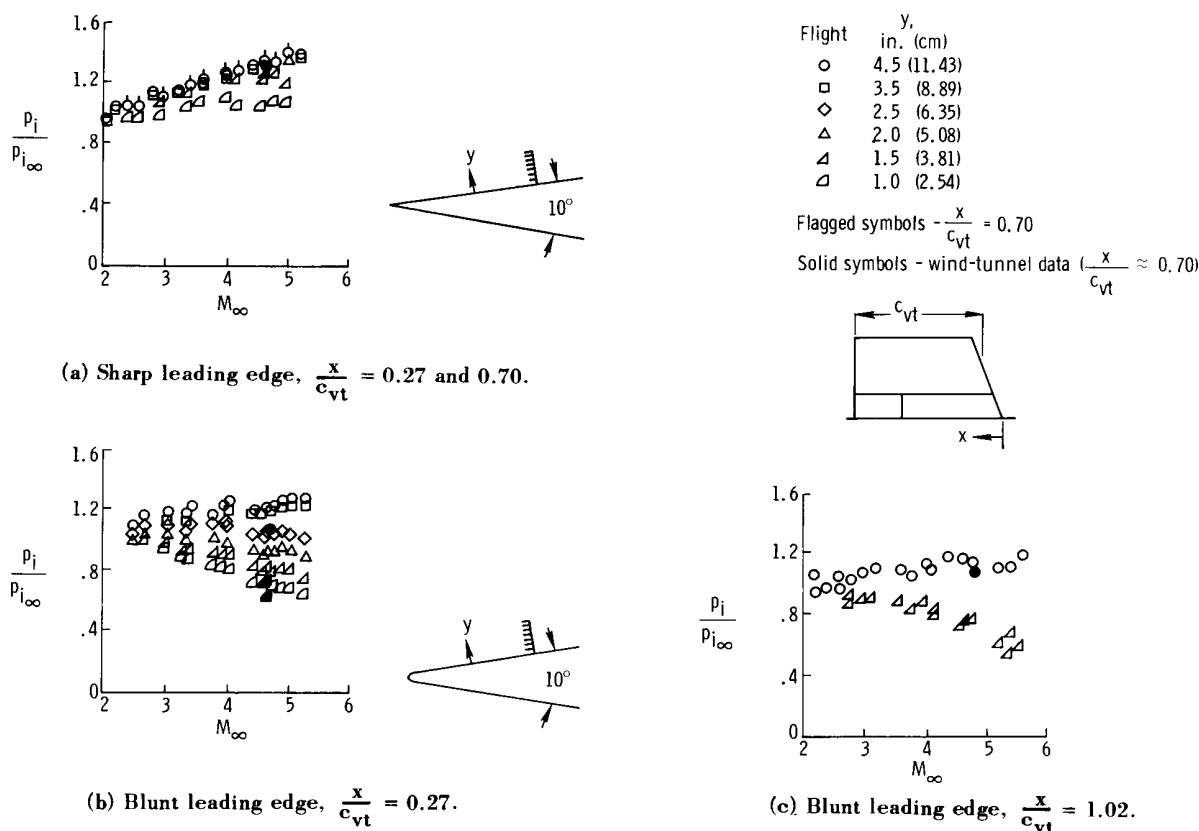 1.6
1.2
.8
.4
0
p_i
p_i∞
2 3 4 5 6
M∞
y
10°
(a) Sharp leading edge, x/c_vt = 0.27 and 0.70.
Flight y, in. (cm)
○ 4.5 (11.43)
□ 3.5 (8.89)
◇ 2.5 (6.35)
△ 2.0 (5.08)
◿ 1.5 (3.81)
⌓ 1.0 (2.54)
Flagged symbols - x/c_vt = 0.70
Solid symbols - wind-tunnel data (x/c_vt ≈ 0.70)
c_vt
x
1.6
1.2
.8
.4
0
p_i
p_i∞
2 3 4 5 6
M∞
y
10°
(b) Blunt leading edge, x/c_vt = 0.27.
1.6
1.2
.8
.4
0
p_i
p_i∞
2 3 4 5 6
M∞
(c) Blunt leading edge, x/c_vt = 1.02.